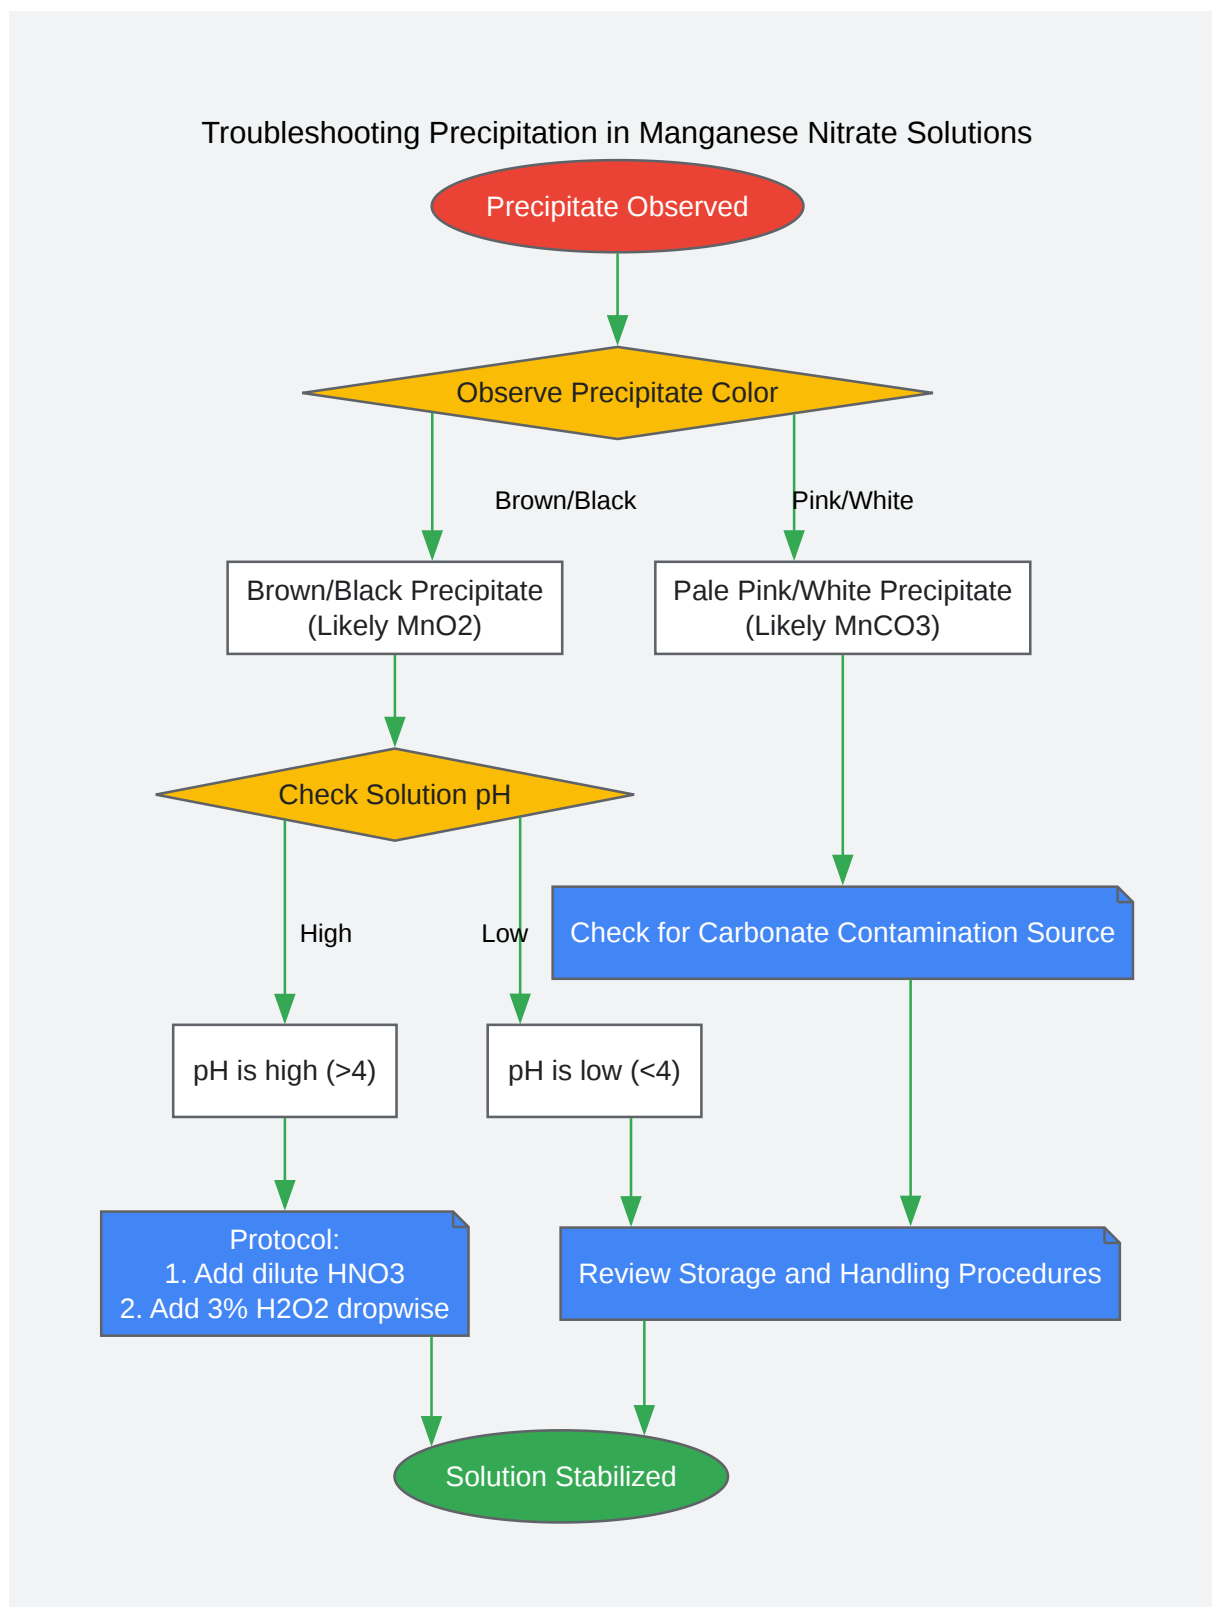 Troubleshooting Precipitation in Manganese Nitrate Solutions
Precipitate Observed
Observe Precipitate Color
Brown/Black
Pink/White
Brown/Black Precipitate
(Likely MnO2)
Pale Pink/White Precipitate
(Likely MnCO3)
Check Solution pH
High
Low
Check for Carbonate Contamination Source
pH is high (>4)
pH is low (<4)
Protocol:
1. Add dilute HNO3
2. Add 3% H2O2 dropwise
Review Storage and Handling Procedures
Solution Stabilized